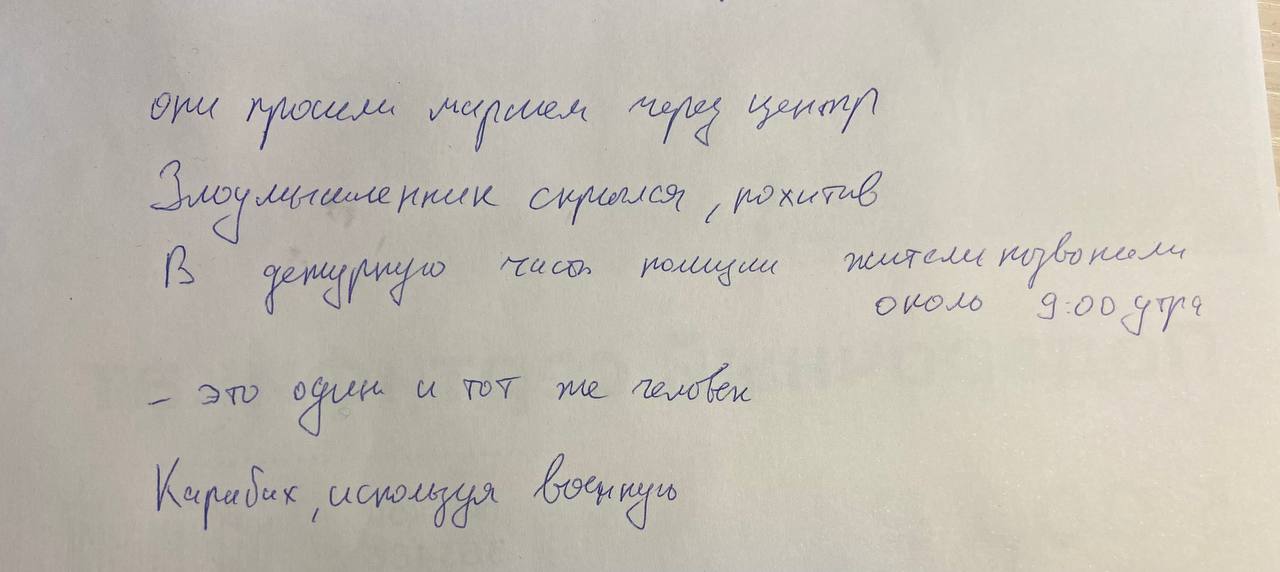 они прошли маршем через центр
Злоумышленник скрылся, похитив
В дежурную часть полиции жители позвонили
около 9:00 утра
– это один и тот же человек
Карибах, используя военную